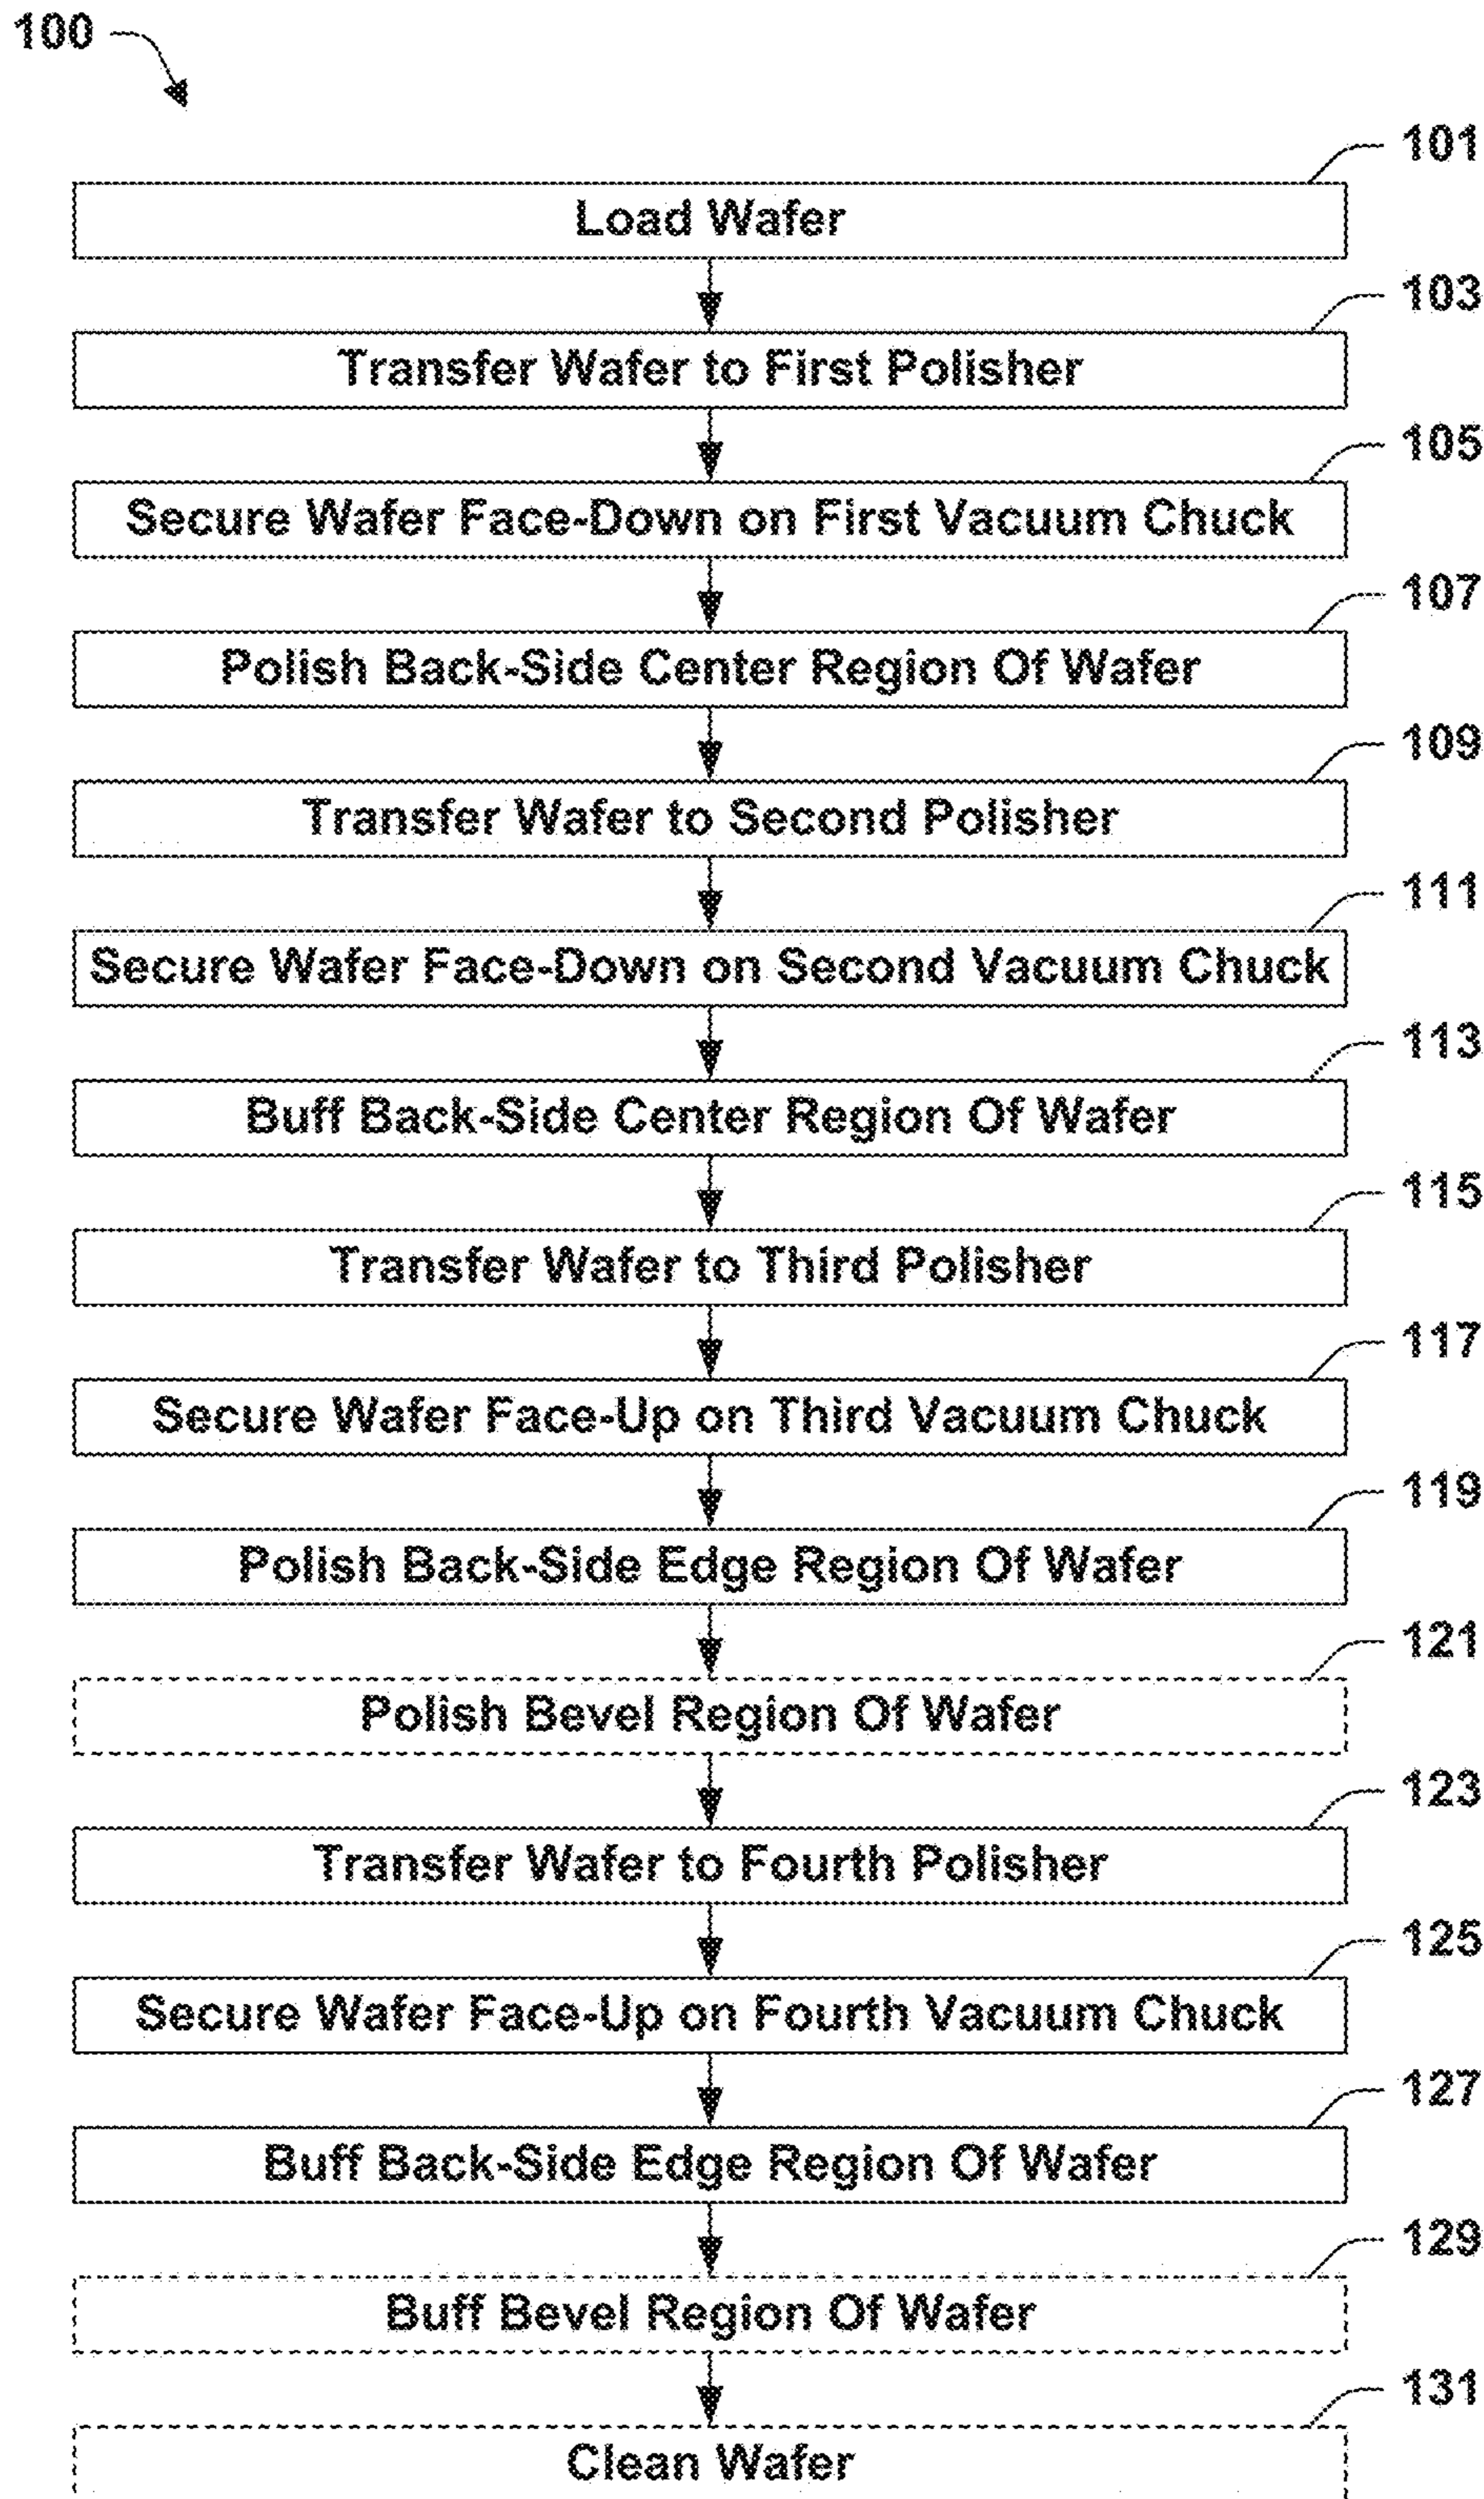 100
101
Load Wafer
103
Transfer Wafer to First Polisher
105
Secure Wafer Face-Down on First Vacuum Chuck
107
Polish Back-Side Center Region Of Wafer
109
Transfer Wafer to Second Polisher
111
Secure Wafer Face-Down on Second Vacuum Chuck
113
Buff Back-Side Center Region Of Wafer
115
Transfer Wafer to Third Polisher
117
Secure Wafer Face-Up on Third Vacuum Chuck
119
Polish Back-Side Edge Region Of Wafer
121
Polish Bevel Region Of Wafer
123
Transfer Wafer to Fourth Polisher
125
Secure Wafer Face-Up on Fourth Vacuum Chuck
127
Buff Back-Side Edge Region Of Wafer
129
Buff Bevel Region Of Wafer
131
Clean Wafer